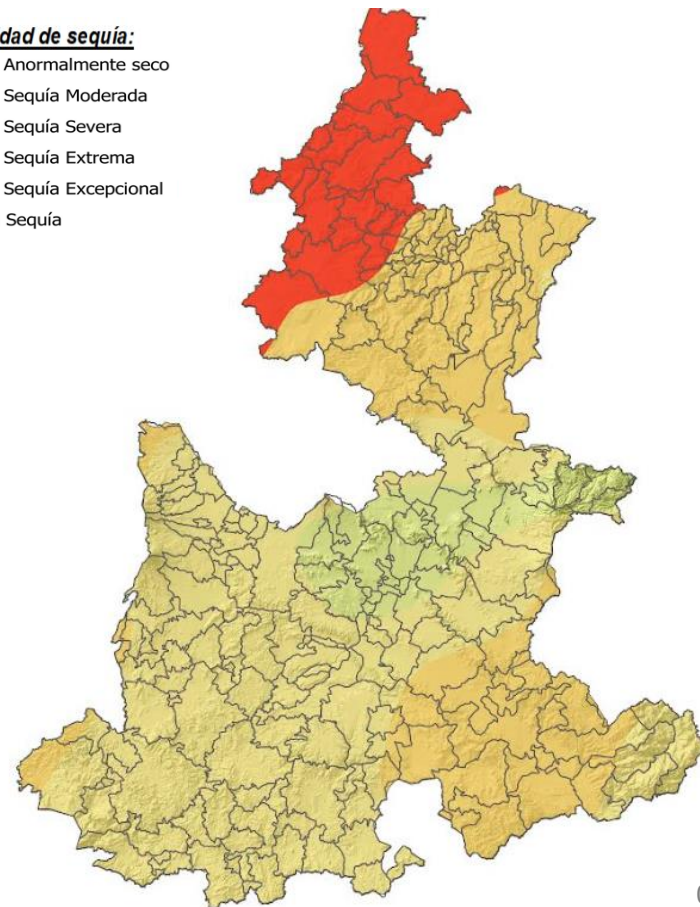 dad de sequía:
Anormalmente seco
Sequía Moderada
Sequía Severa
Sequía Extrema
Sequía Excepcional
Sequía